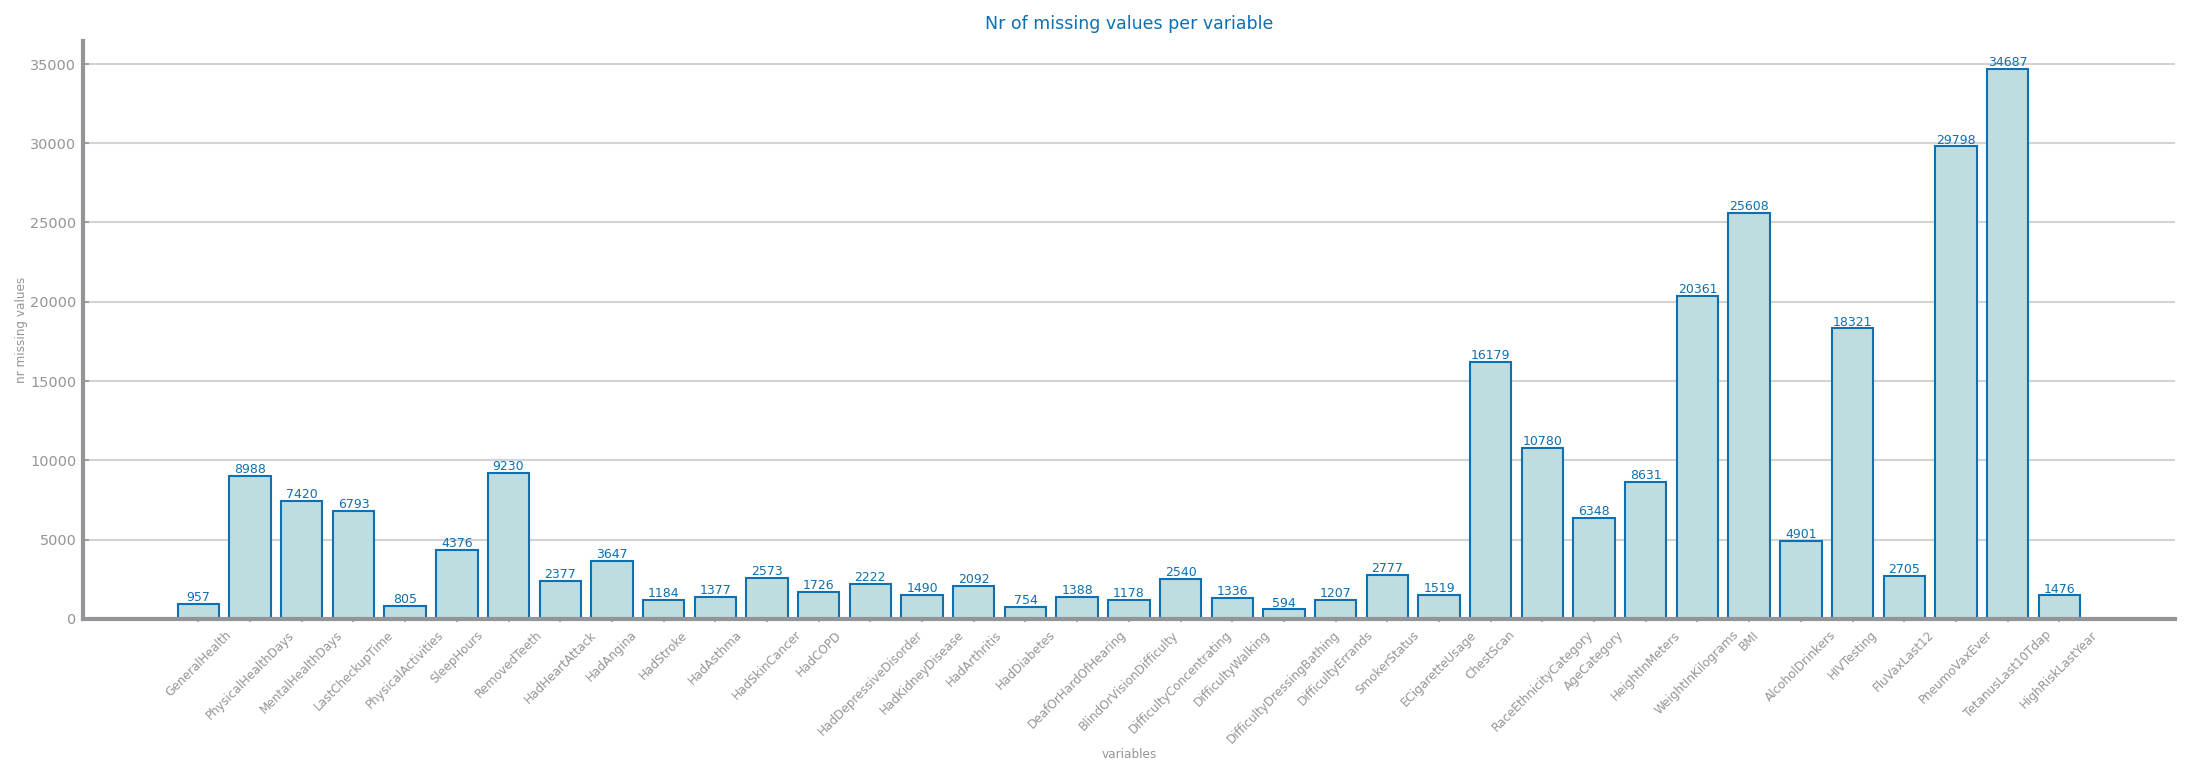 Nr of missing values per variable
nr missing values
35000
30000
25000
20000
15000
10000
5000
0
957
8988
7420
6793
805
4376
9230
2377
3647
1184
1377
2573
1726
2222
1490
2092
754
1388
1178
2540
1336
594
1207
2777
1519
16179
10780
6348
8631
20361
25608
4901
18321
2705
29798
34687
1476
GeneralHealth
PhysicalHealthDays
MentalHealthDays
LastCheckupTime
PhysicalActivities
SleepHours
RemovedTeeth
HadHeartAttack
HadAngina
HadStroke
HadAsthma
HadSkinCancer
HadCOPD
HadDepressiveDisorder
HadKidneyDisease
HadArthritis
HadDiabetes
DeafOrHardOfHearing
BlindOrVisionDifficulty
DifficultyConcentrating
DifficultyWalking
DifficultyDressingBathing
DifficultyErrands
SmokerStatus
ECigaretteUsage
ChestScan
RaceEthnicityCategory
AgeCategory
HeightInMeters
WeightInKilograms
BMI
AlcoholDrinkers
HIVTesting
FluVaxLast12
PneumoVaxEver
TetanusLast10Tdap
HighRiskLastYear
variables